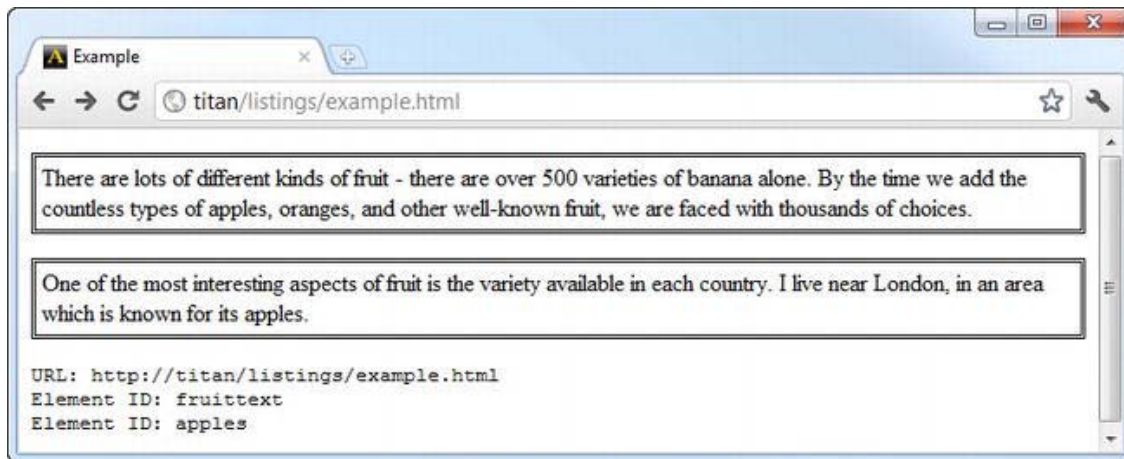 Example
titan/listings/example.html
There are lots of different kinds of fruit - there are over 500 varieties of banana alone. By the time we add the
countless types of apples, oranges, and other well-known fruit, we are faced with thousands of choices.
One of the most interesting aspects of fruit is the variety available in each country. I live near London, in an area
which is known for its apples.
URL: http://titan/listings/example.html
Element ID: fruittext
Element ID: apples